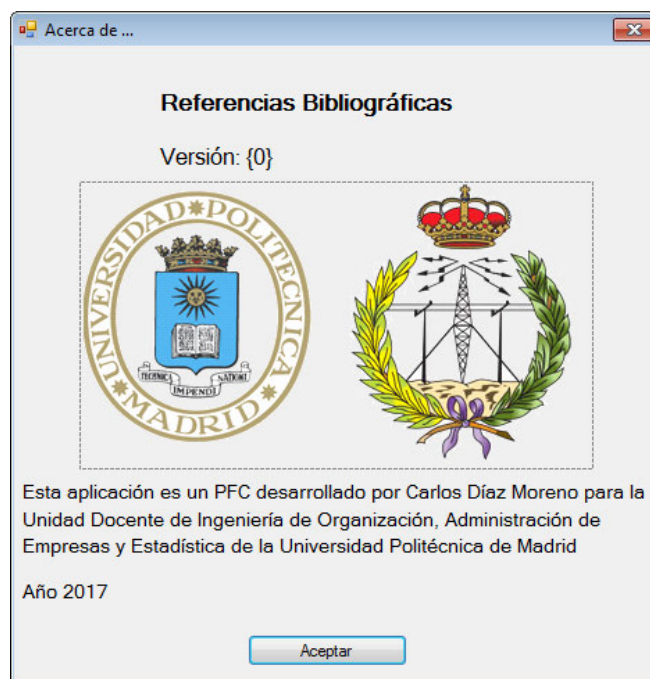 Acerca de ...
Referencias Bibliográficas
Versión: {0}
UNIVERSIDAD POLITECNICA
MADRID
TECHNICA IMPENDI NATIONI
Esta aplicación es un PFC desarrollado por Carlos Díaz Moreno para la
Unidad Docente de Ingeniería de Organización, Administración de
Empresas y Estadística de la Universidad Politécnica de Madrid
Año 2017
Aceptar